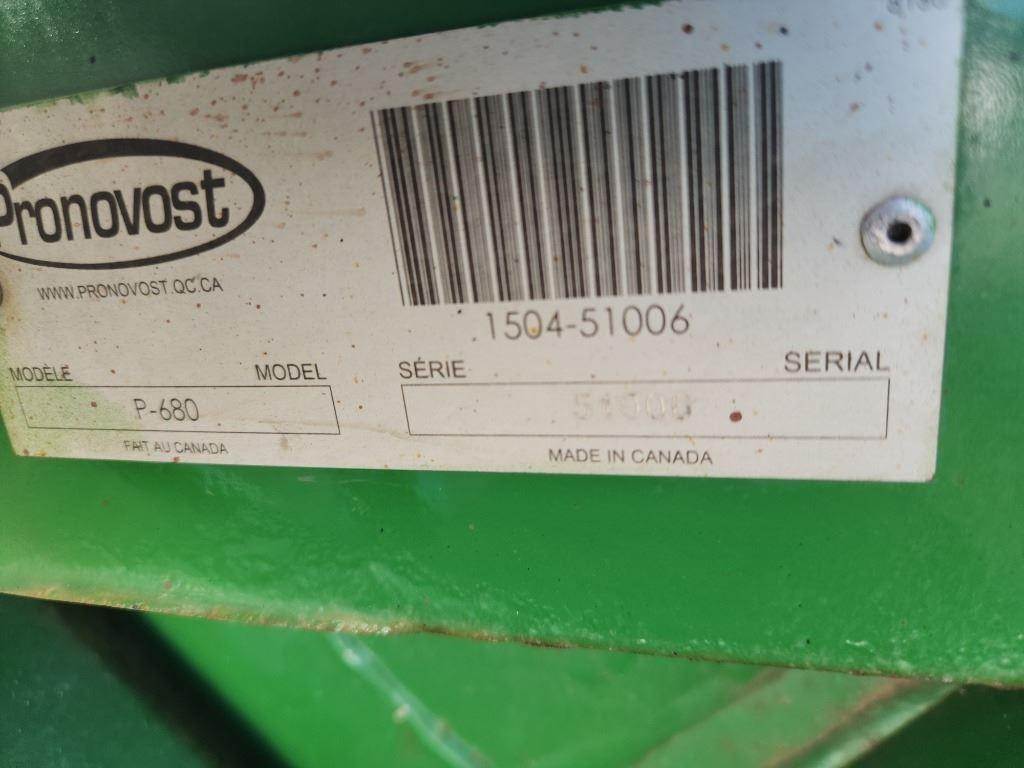 Pronovost
WWW.PRONOVOST.QC.CA
1504-51006
MODÈLE MODEL
P-680
FAIT AU CANADA
SÉRIE SERIAL
51006
MADE IN CANADA